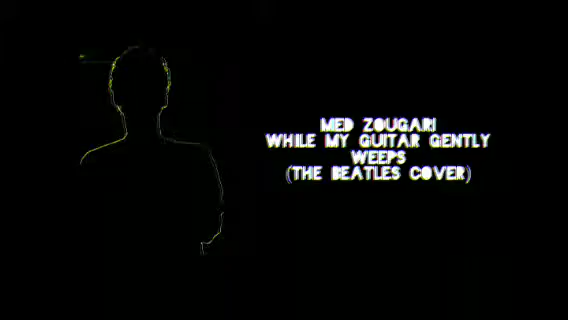 MED ZOUGARI
WHILE MY GUITAR GENTLY
WEEPS
(THE BEATLES COVER)